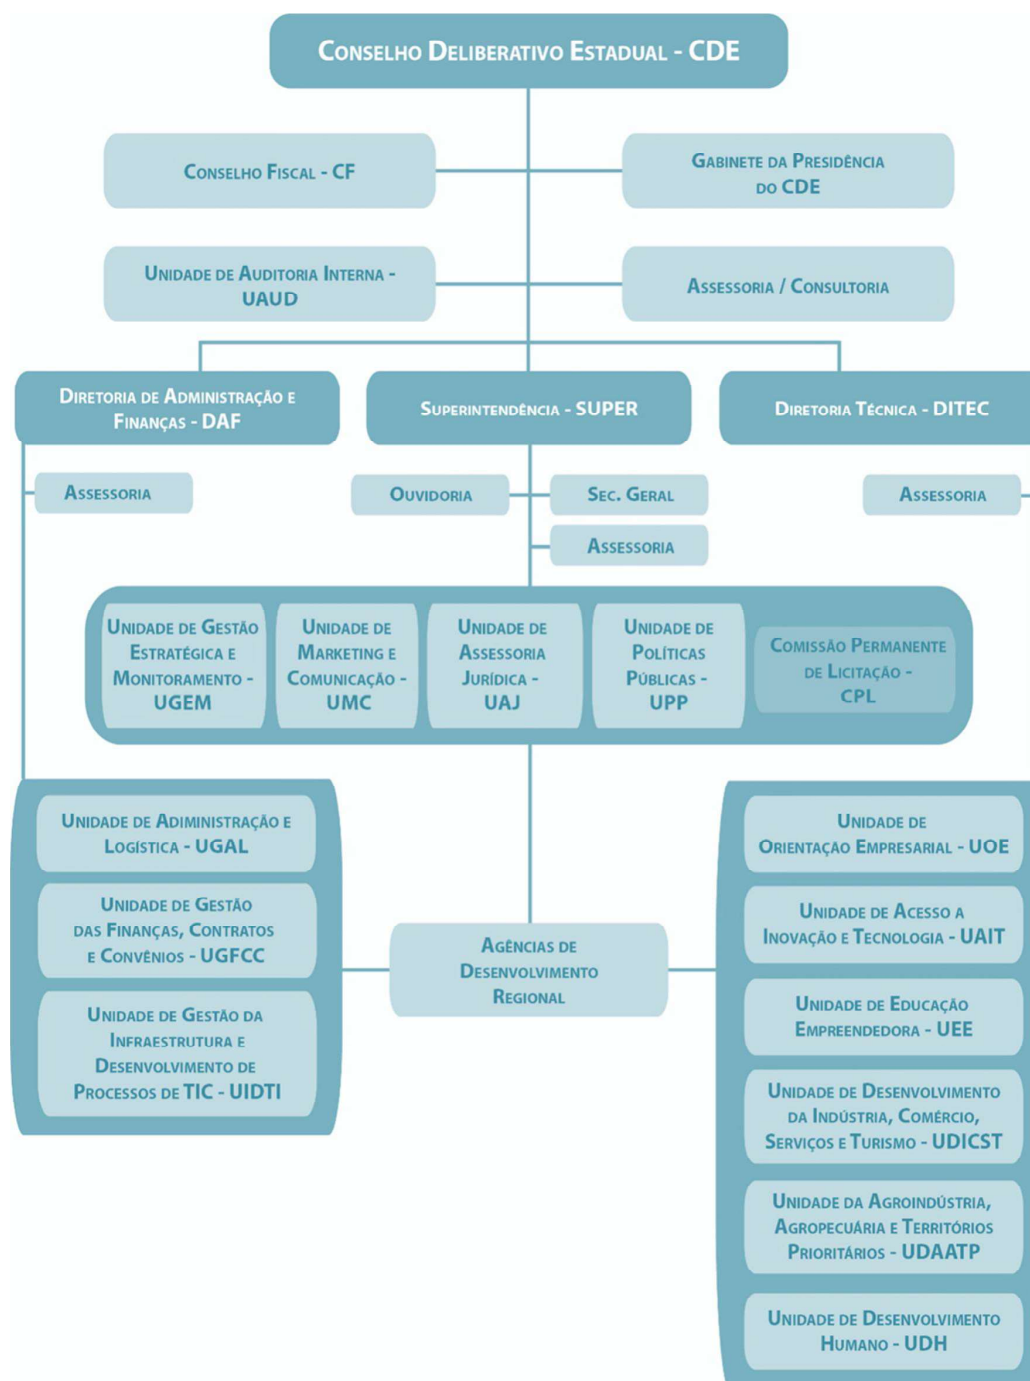 Conselho Deliberativo Estadual - CDE
Conselho Fiscal - CF
Gabinete da Presidência
do CDE
Unidade de Auditoria Interna -
UAUD
Assessoria / Consultoria
Diretoria de Administração e
Finanças - DAF
Superintendência - SUPER
Diretoria Técnica - DITEC
Assessoria
Ouvidoria
Sec. Geral
Assessoria
Assessoria
Unidade de Gestão
Estratégica e
Monitoramento -
UGEM
Unidade de
Marketing e
Comunicação -
UMC
Unidade de
Assessoria
Jurídica -
UAJ
Unidade de
Políticas
Públicas -
UPP
Comissão Permanente
de Licitação -
CPL
Unidade de Adiministração e
Logística - UGAL
Unidade de Gestão
das Finanças, Contratos
e Convênios - UGFCC
Unidade de Gestão da
Infraestrutura e
Desenvolvimento de
Processos de TIC - UIDTI
Agências de
Desenvolvimento
Regional
Unidade de
Orientação Empresarial - UOE
Unidade de Acesso a
Inovação e Tecnologia - UAIT
Unidade de Educação
Empreendedora - UEE
Unidade de Desenvolvimento
da Indústria, Comércio,
Serviços e Turismo - UDICST
Unidade da Agroindústria,
Agropecuária e Territórios
Prioritários - UDAATP
Unidade de Desenvolvimento
Humano - UDH